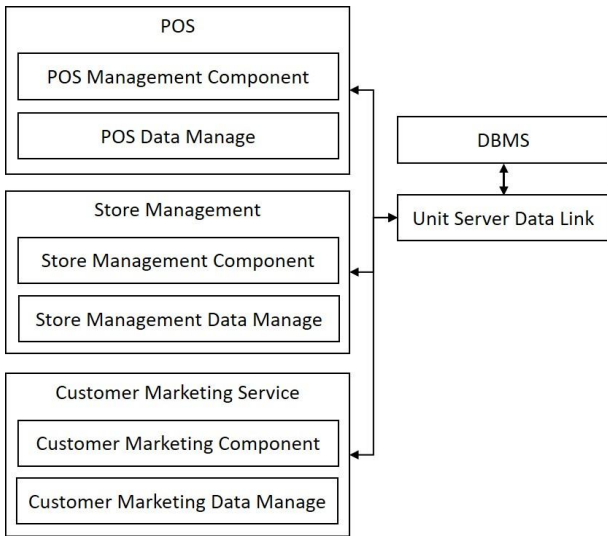 POS
POS Management Component
POS Data Manage
Store Management
Store Management Component
Store Management Data Manage
Customer Marketing Service
Customer Marketing Component
Customer Marketing Data Manage
DBMS
Unit Server Data Link